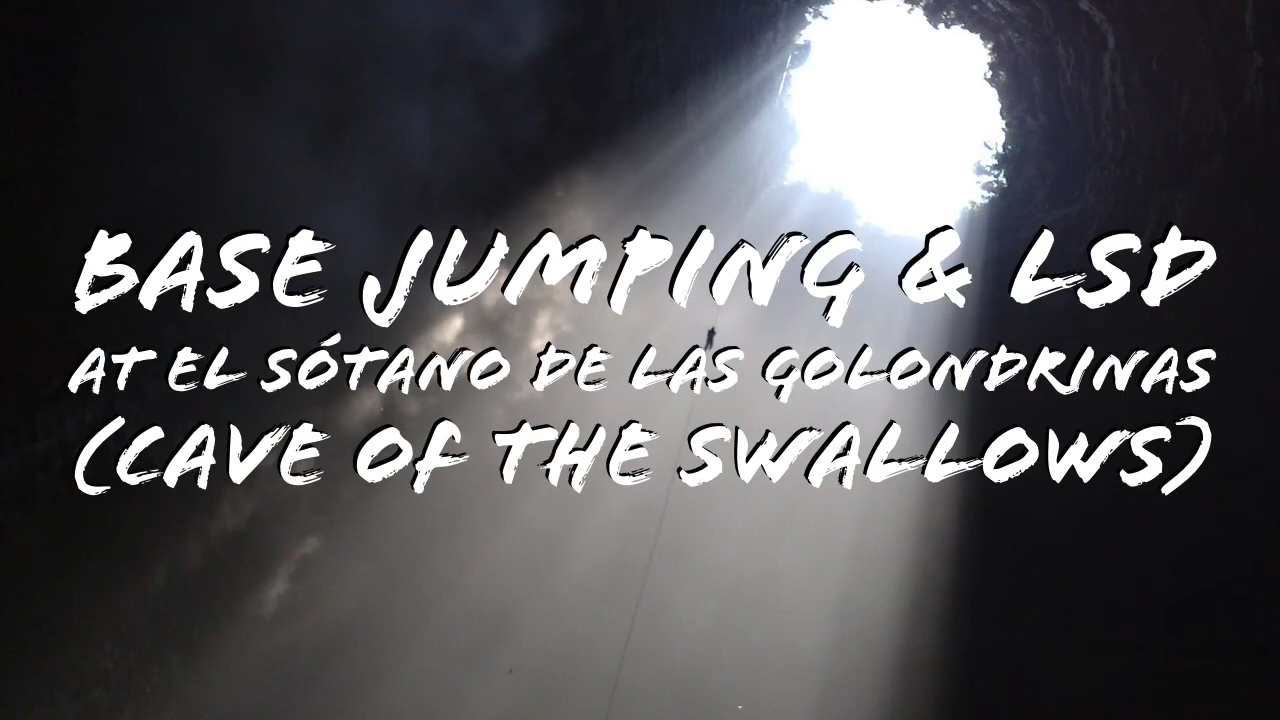 BASE JUMPING & LSD
AT EL SÓTANO DE LAS GOLONDRINAS
(CAVE OF THE SWALLOWS)